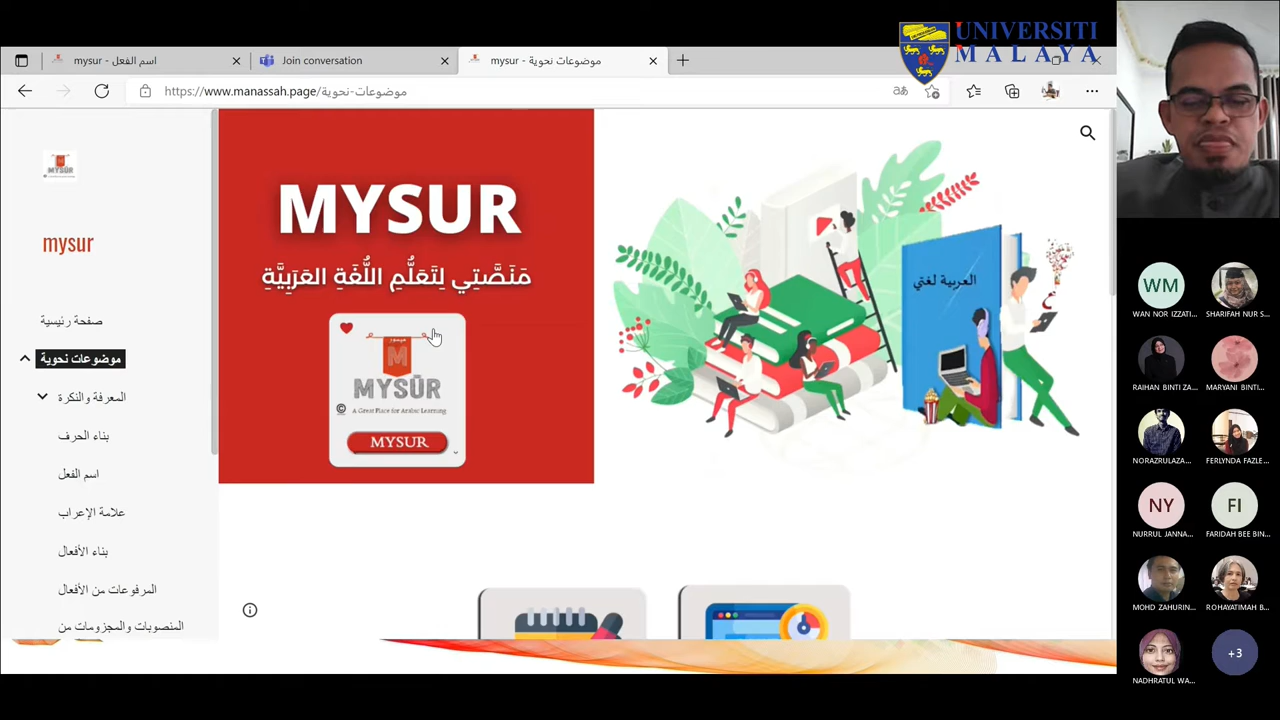 UNIVERSITI
MALAYA
mysur - اسم الفعل
Join conversation
mysur - موضوعات نحوية
https://www.manassah.page/موضوعات-نحوية
mysur
صفحة رئيسية
موضوعات نحوية
المعرفة والنكرة
بناء الحرف
اسم الفعل
علامة الإعراب
بناء الأفعال
المرفوعات من الأفعال
المنصوبات والمجزومات من
MYSUR
مَنَصَّتِي لِتَعَلُّمِ اللُّغَةِ العَرَبِيَّةِ
ميسور
M
MYSŪR
© A Great Place for Arabic Learning
MYSUR
العربية لغتي
WM
WAN NOR IZZATI
SHARIFAH NUR S...
RAIHAN BINTI ZA...
MARYANI BINTI...
NORAZRULAZA...
FERLYNDA FAZLE...
NY
NURRUL JANNA...
FI
FARIDAH BEE BIN...
MOHD ZAHURIN...
ROHAYATIMAH B...
NADHRATUL WA...
+3